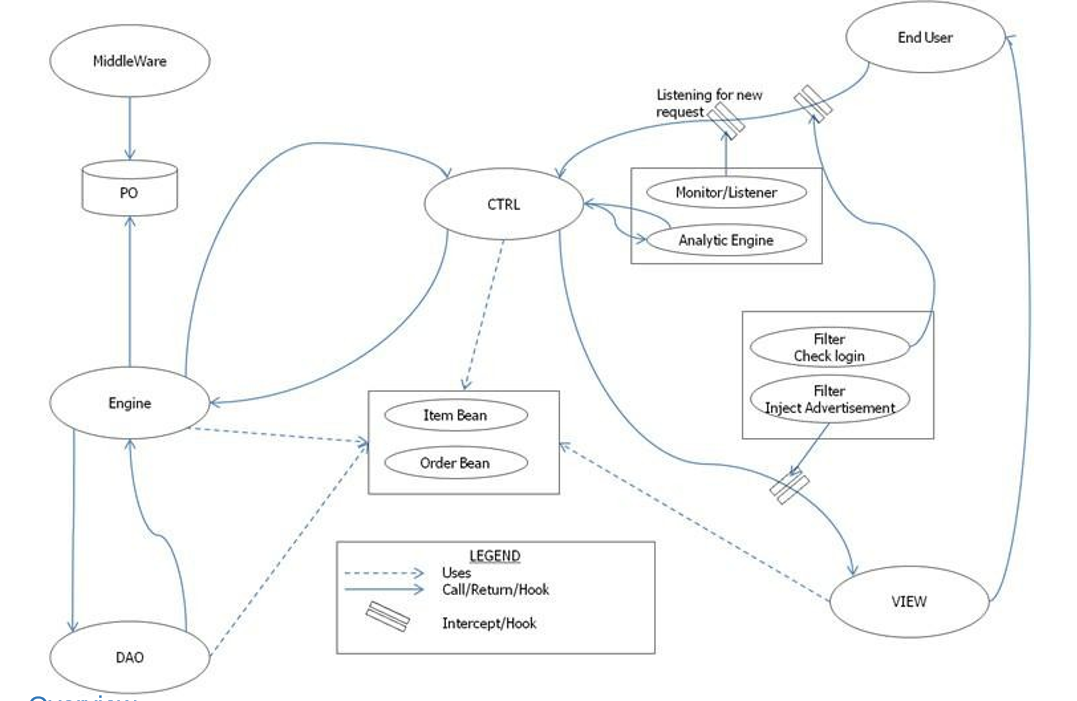 End User
MiddleWare
Listening for new
request
PO
CTRL
Monitor/Listener
Analytic Engine
Filter
Check login
Filter
Inject Advertisement
Engine
Item Bean
Order Bean
LEGEND
Uses
Call/Return/Hook
Intercept/Hook
VIEW
DAO
Overview